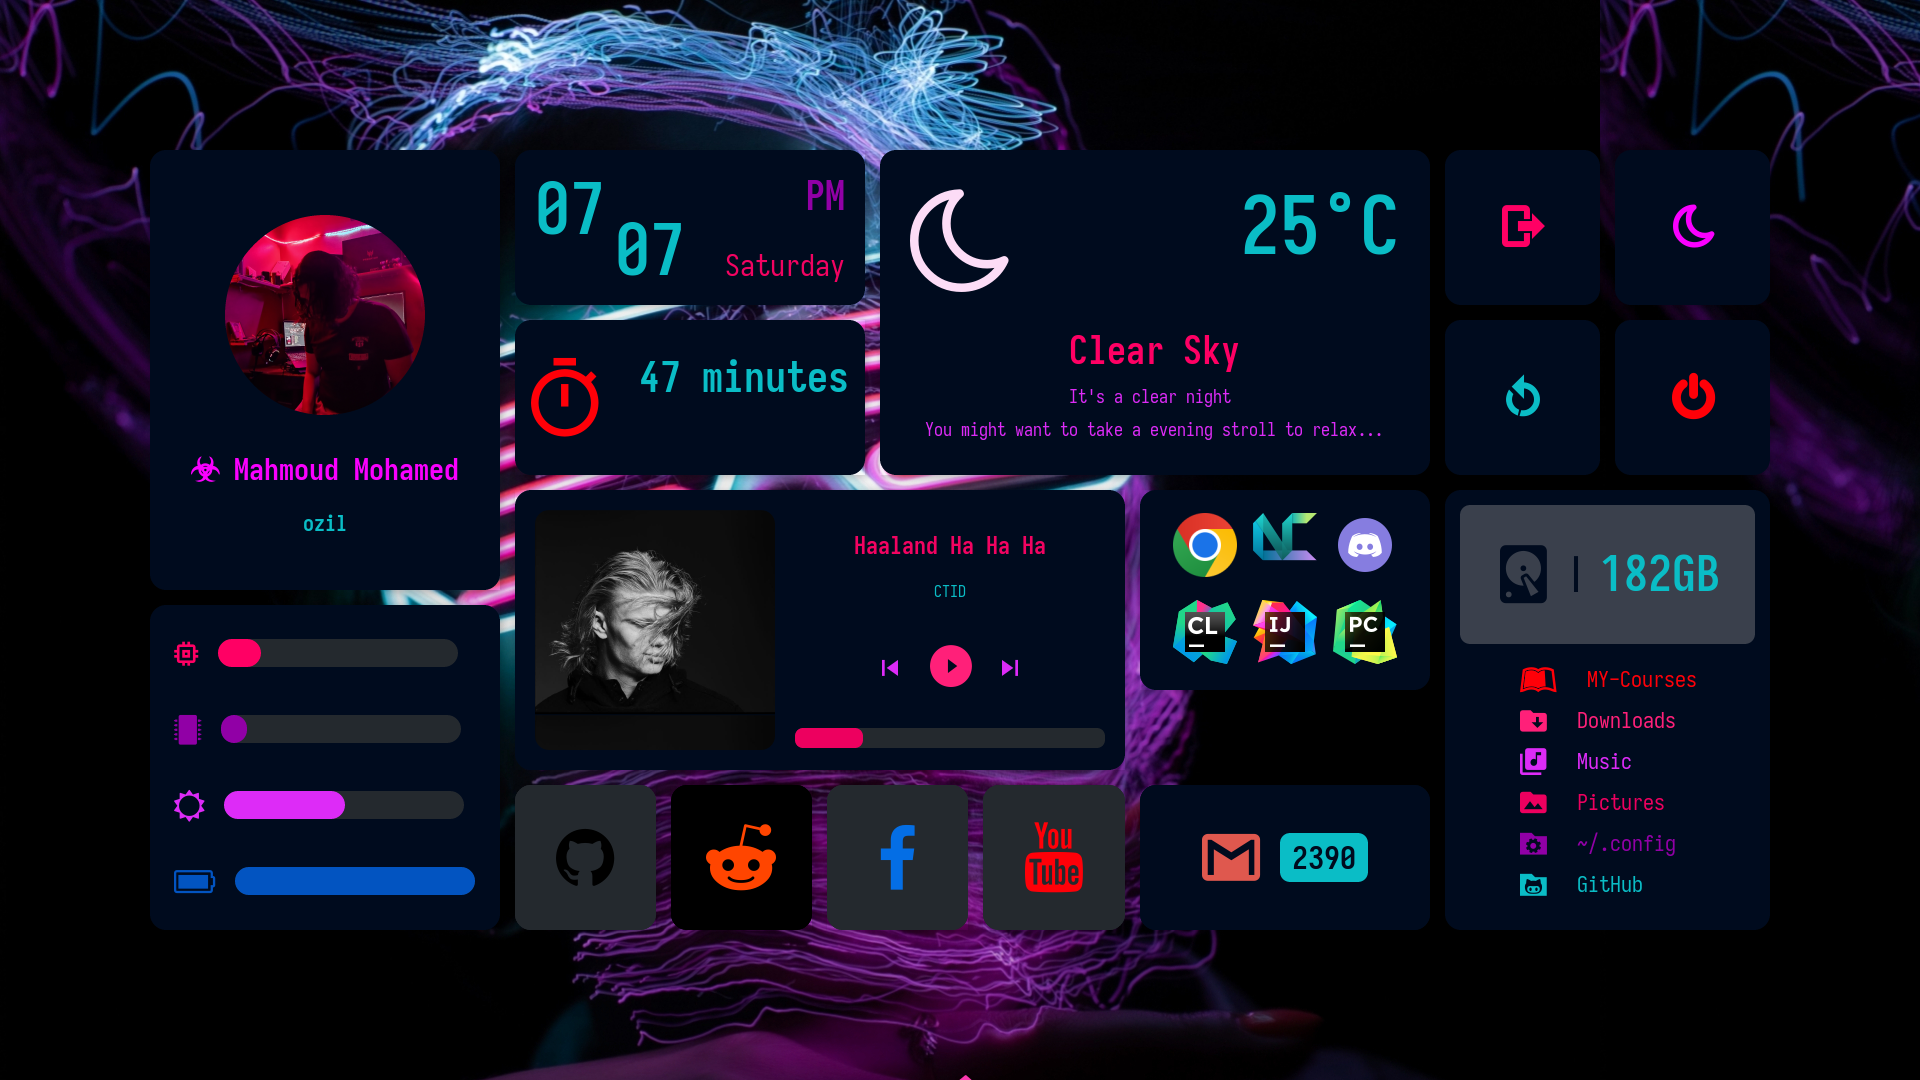 Mahmoud Mohamed
ozil
07
07
PM
Saturday
47 minutes
25°C
Clear Sky
It's a clear night
You might want to take a evening stroll to relax...
Haaland Ha Ha Ha
CTID
NC
CL
IJ
PC
You
Tube
2390
182GB
MY-Courses
Downloads
Music
Pictures
~/.config
GitHub